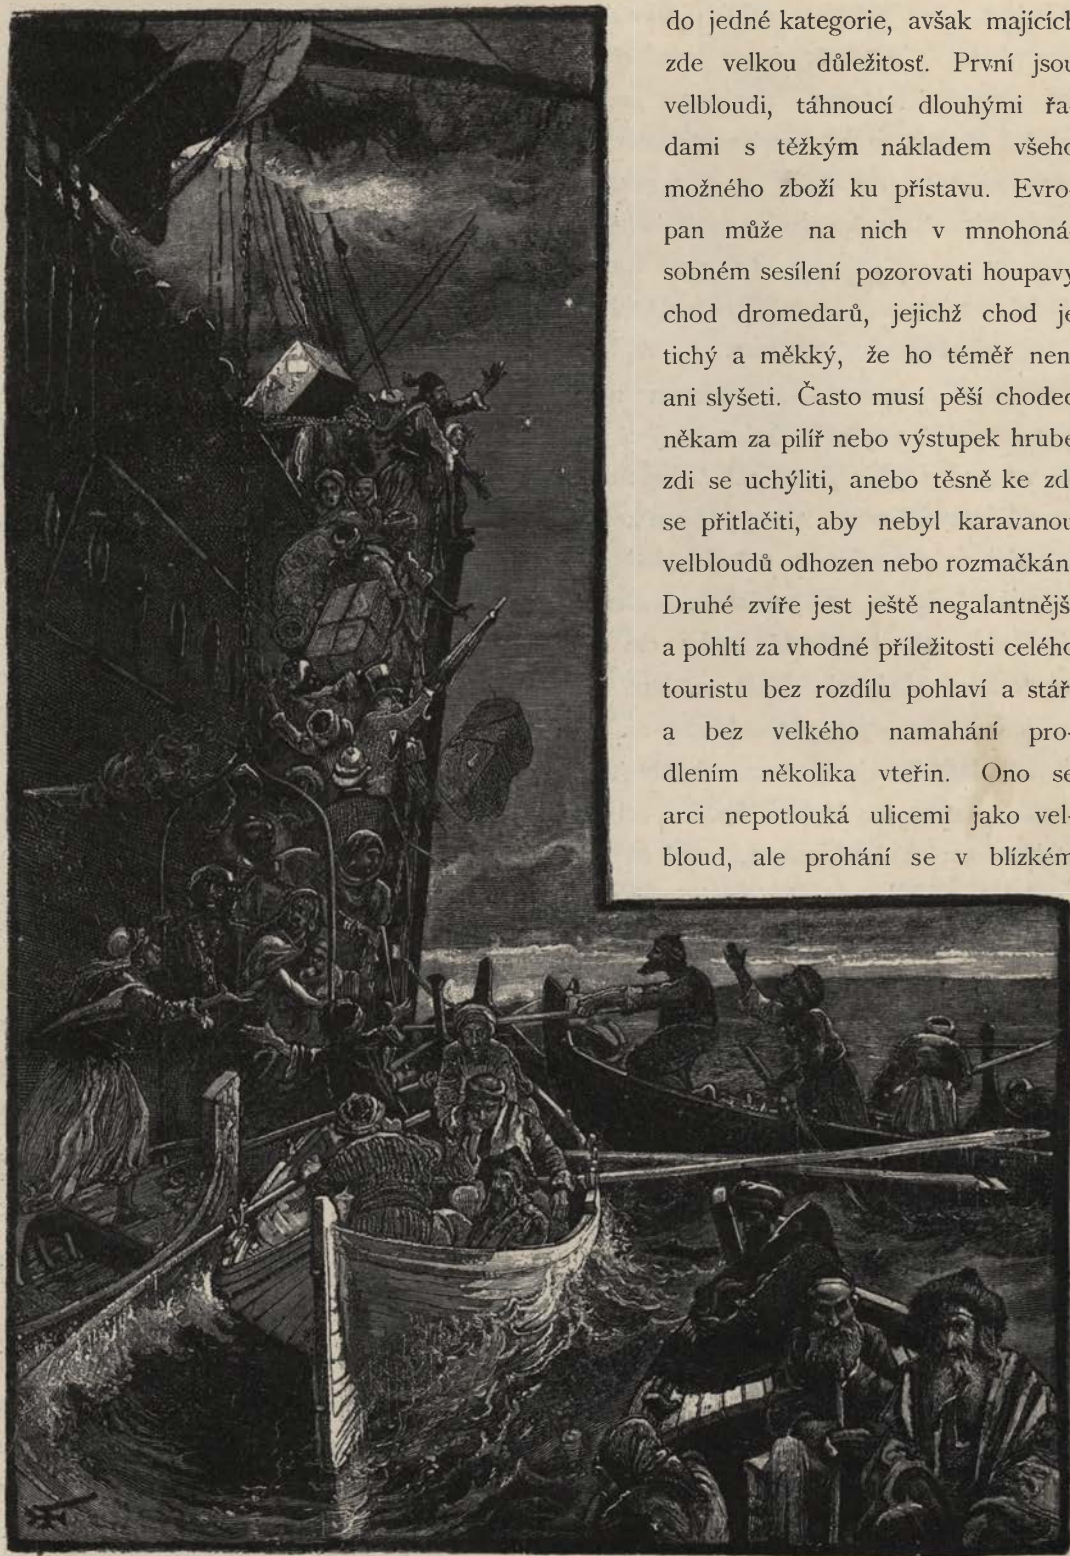 do jedné kategorie, avšak majících
zde velkou důležitosť. První jsou
velbloudi, táhnoucí dlouhými řa-
dami s těžkým nákladem všeho
možného zboží ku přístavu. Evro-
pan může na nich v mnohoná-
sobném sesílení pozorovati houpavý
chod dromedarů, jejichž chod je
tichý a měkký, že ho téměř není
ani slyšeti. Často musí pěší chodec
někam za pilíř nebo výstupek hrubé
zdi se uchýliti, anebo těsně ke zdi
se přitlačiti, aby nebyl karavanou
velbloudů odhozen nebo rozmačkán.
Druhé zvíře jest ještě negalantnější
a pohltí za vhodné příležitosti celého
touristu bez rozdílu pohlaví a stáří
a bez velkého namahání pro-
dlením několika vteřin. Ono se
arci nepotlouká ulicemi jako vel-
bloud, ale prohání se v blízkém